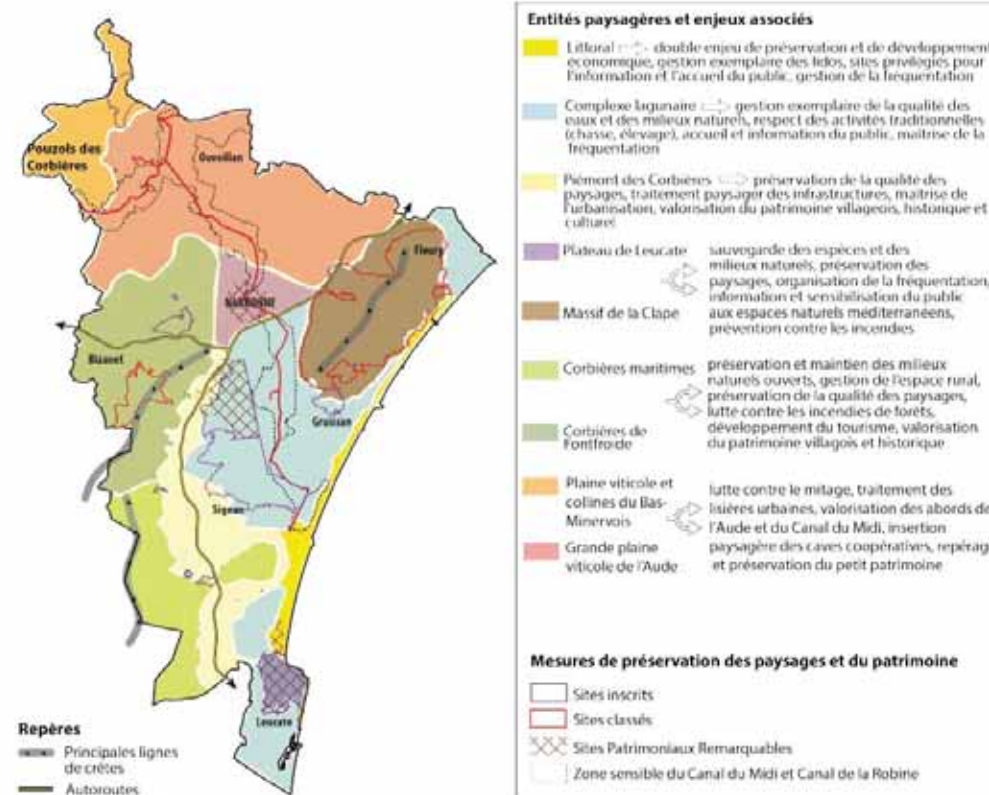 Pouzols des
Corbières
Ouveillan
Fleury
NARBONNE
Bizanet
Gruissan
Sigean
Leucate
Repères
Principales lignes
de crêtes
Autoroutes
Entités paysagères et enjeux associés
Littoral double enjeu de préservation et de développement
économique, gestion exemplaire des lidos, sites privilégiés pour
l'information et l'accueil du public, gestion de la fréquentation
Complexe lagunaire gestion exemplaire de la qualité des
eaux et des milieux naturels, respect des activités traditionnelles
(chasse, élevage), accueil et information du public, maîtrise de la
fréquentation
Piémont des Corbières préservation de la qualité des
paysages, traitement paysager des infrastructures, maîtrise de
l'urbanisation, valorisation du patrimoine villageois, historique et
culturel
Plateau de Leucate
Massif de la Clape
sauvegarde des espèces et des
milieux naturels, préservation des
paysages, organisation de la fréquentation,
information et sensibilisation du public
aux espaces naturels méditerranéens,
prévention contre les incendies
Corbières maritimes
Corbières de
Fontfroide
préservation et maintien des milieux
naturels ouverts, gestion de l'espace rural,
préservation de la qualité des paysages,
lutte contre les incendies de forêts,
développement du tourisme, valorisation
du patrimoine villagois et historique
Plaine viticole et
collines du Bas-
Minervois
Grande plaine
viticole de l'Aude
lutte contre le mitage, traitement des
lisières urbaines, valorisation des abords de
l'Aude et du Canal du Midi, insertion
paysagère des caves coopératives, repérag
et préservation du petit patrimoine
Mesures de préservation des paysages et du patrimoine
Sites inscrits
Sites classés
Sites Patrimoniaux Remarquables
Zone sensible du Canal du Midi et Canal de la Robine